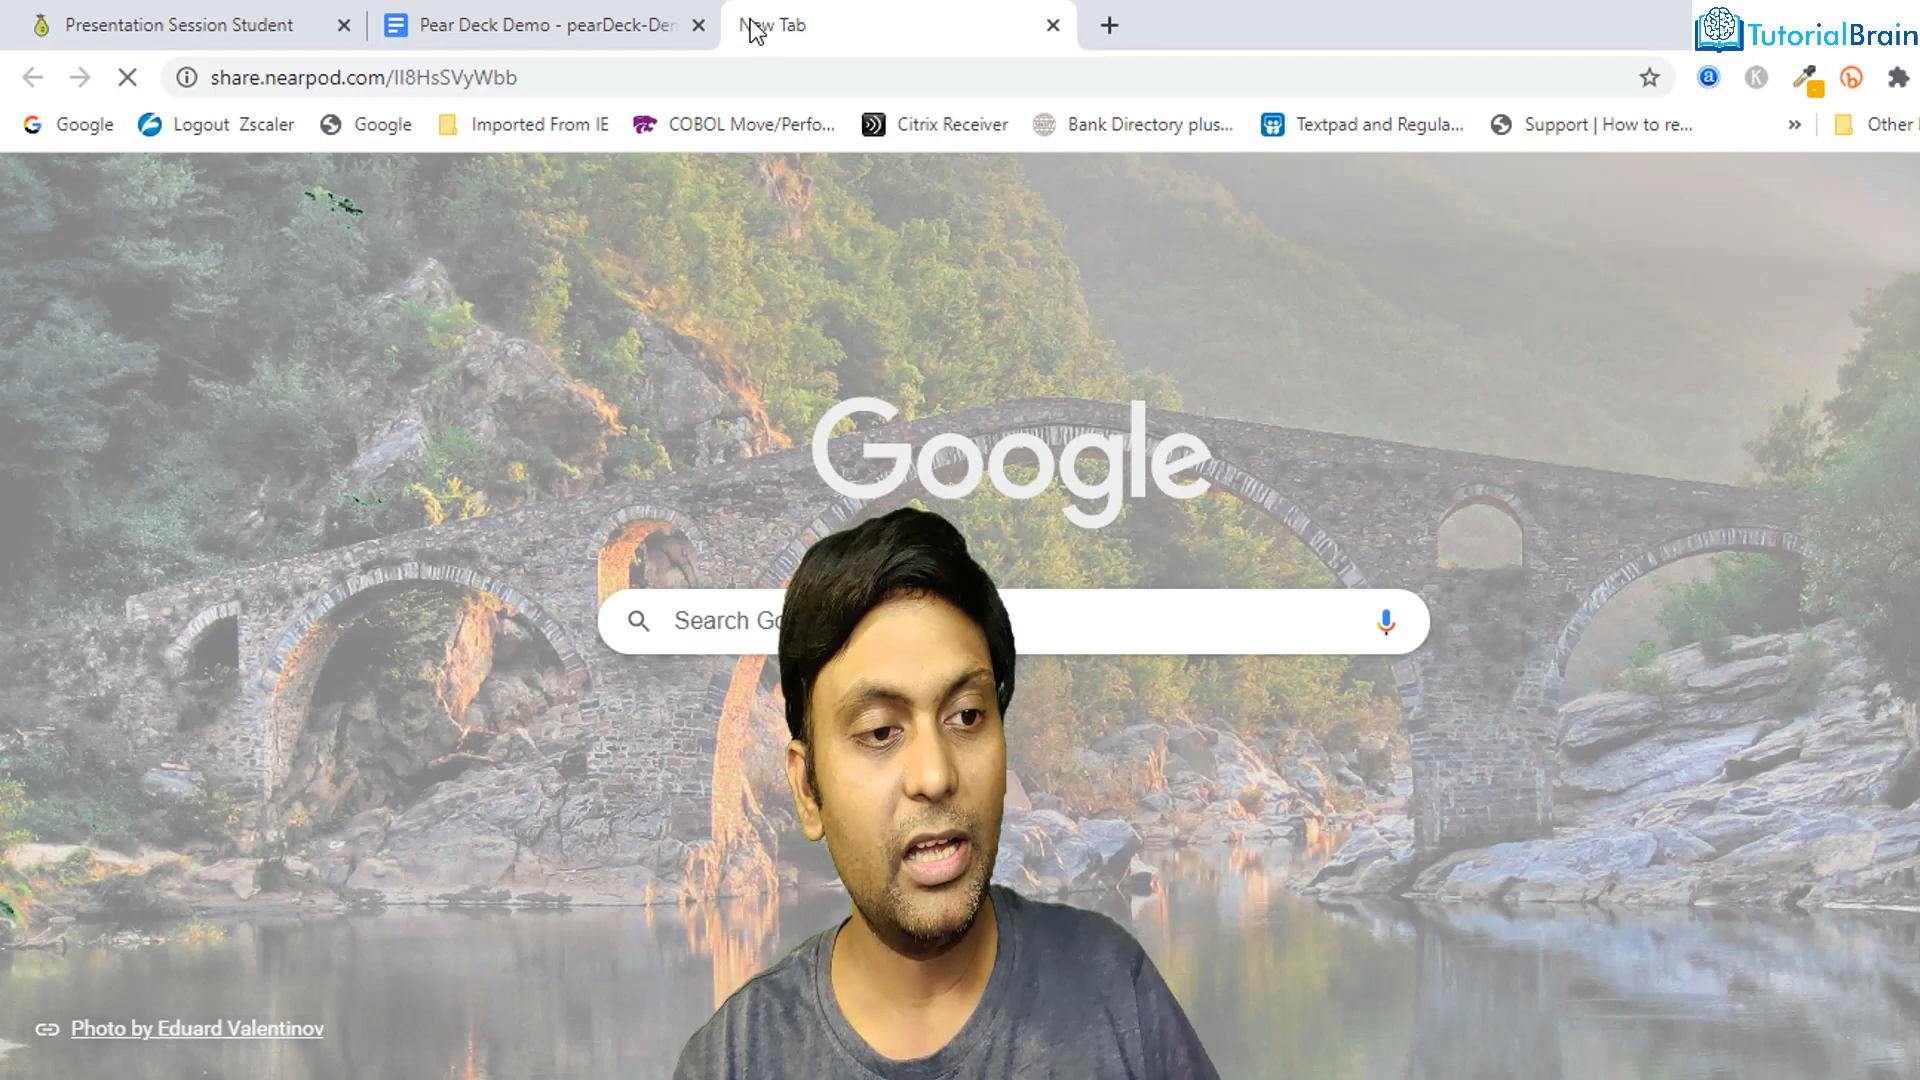 Presentation Session Student
Pear Deck Demo - pearDeck-Den
New Tab
TutorialBrain
share.nearpod.com/Il8HsSVyWbb
Google
Logout Zscaler
Google
Imported From IE
COBOL Move/Perfo...
Citrix Receiver
Bank Directory plus...
Textpad and Regula...
Support | How to re...
Other
Google
Search Go
Photo by Eduard Valentinov